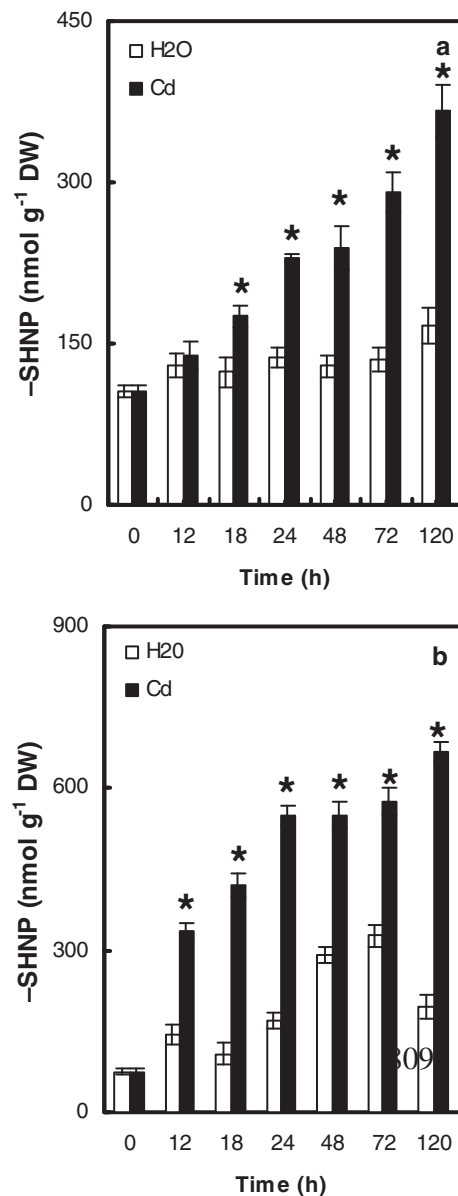 450
H2O
a
Cd
*
*
*
300
*
*
*
–SHNP (nmol g⁻¹ DW)
150
0
0 12 18 24 48 72 120
Time (h)
900
H20
b
Cd
*
*
*
*
600
*
*
–SHNP (nmol g⁻¹ DW)
300
809
0
0 12 18 24 48 72 120
Time (h)